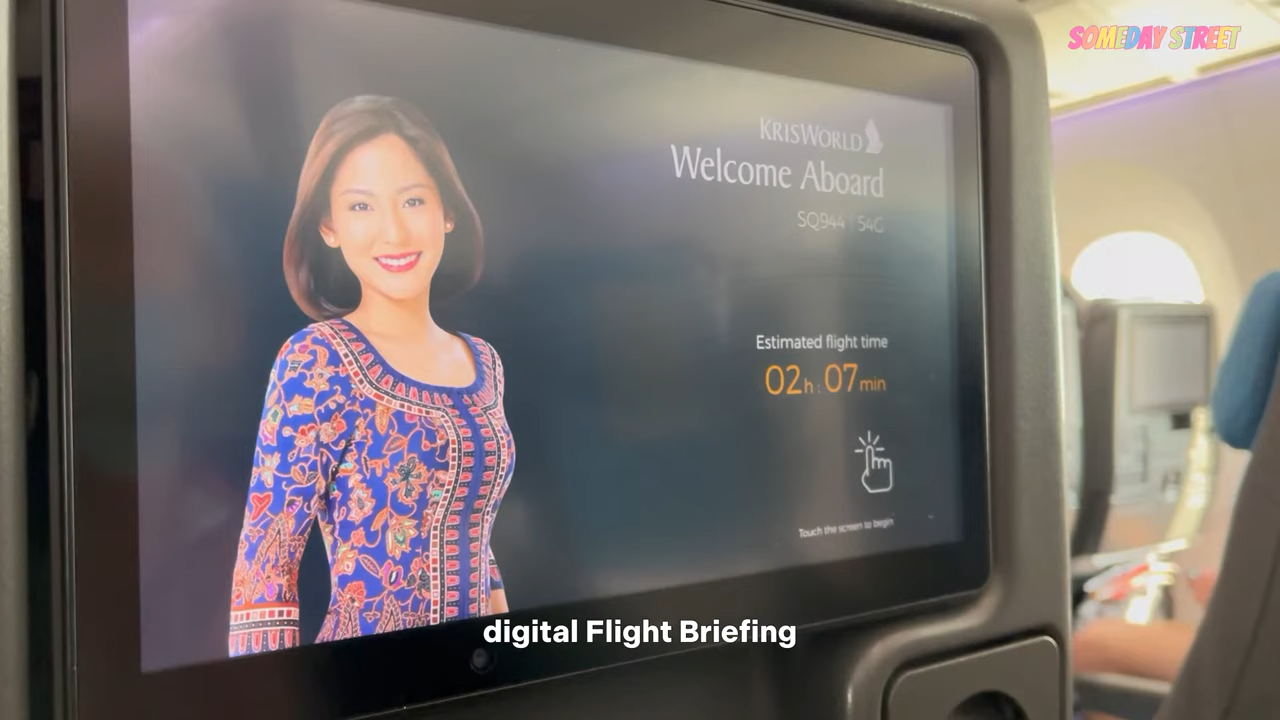 SOMEDAY STREET
KRISWORLD
Welcome Aboard
SQ944 | 54G
Estimated flight time
02h : 07min
Touch the screen to begin
digital Flight Briefing